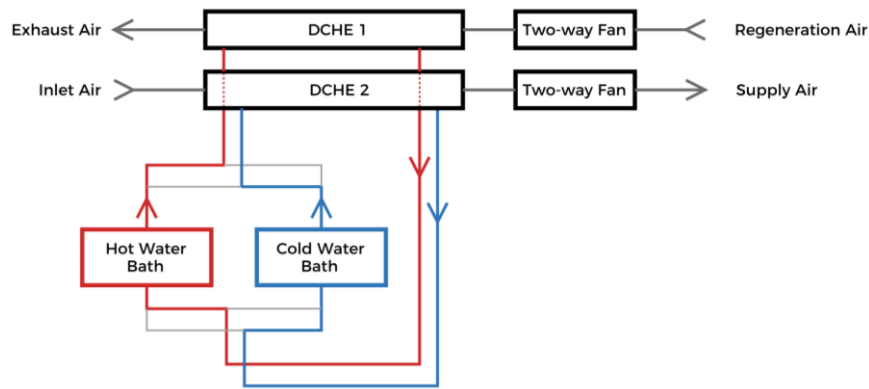 Exhaust Air
DCHE 1
Two-way Fan
Regeneration Air
Inlet Air
DCHE 2
Two-way Fan
Supply Air
Hot Water
Bath
Cold Water
Bath